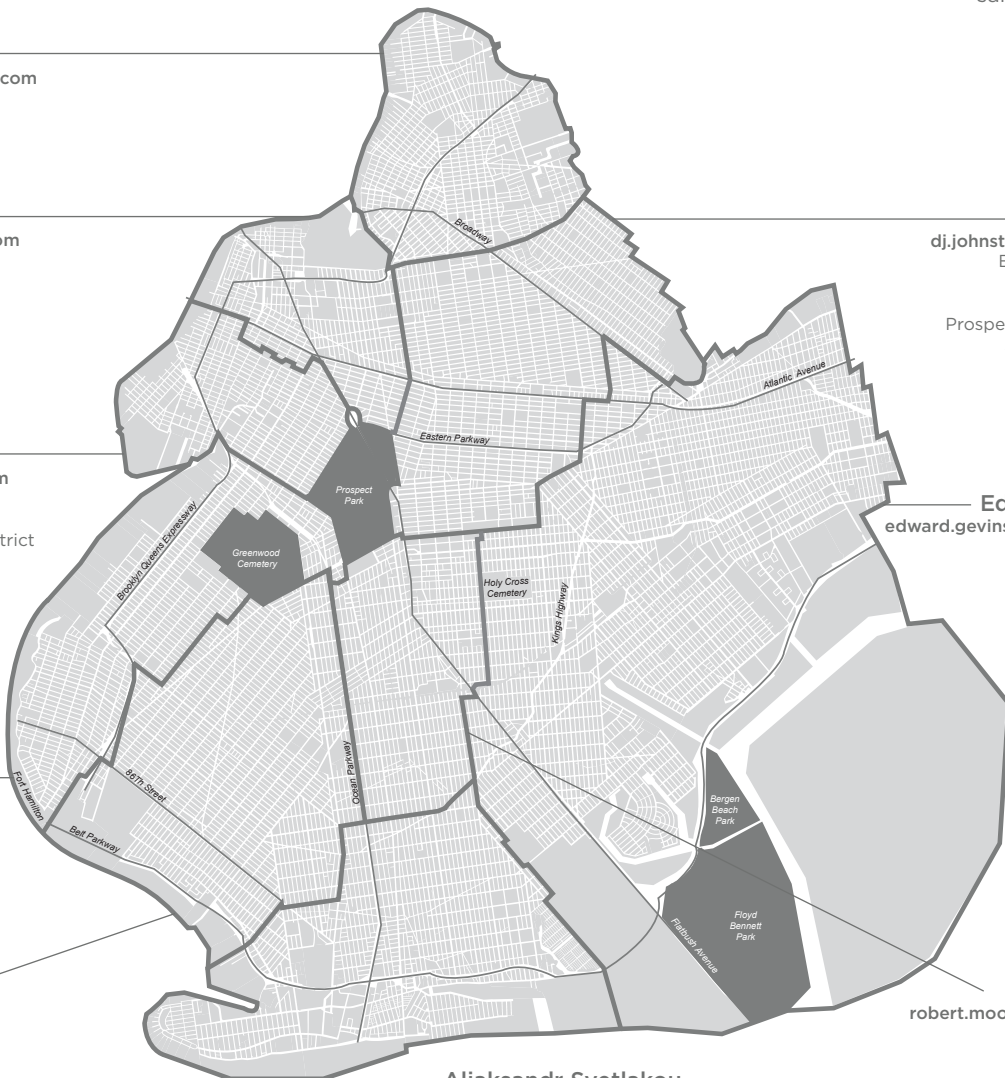 com
Broadway
om
dj.johnst
E
Prospe
Atlantic Avenue
Eastern Parkway
Prospect
Park
m
Ed
edward.gevins
trict
Brooklyn Queens Expressway
Greenwood
Cemetery
Holy Cross
Cemetery
Kings Highway
Ocean Parkway
86Th Street
Fort Hamilton
Belt Parkway
Bergen
Beach
Park
Floyd
Bennett
Park
Flatbush Avenue
robert.moo